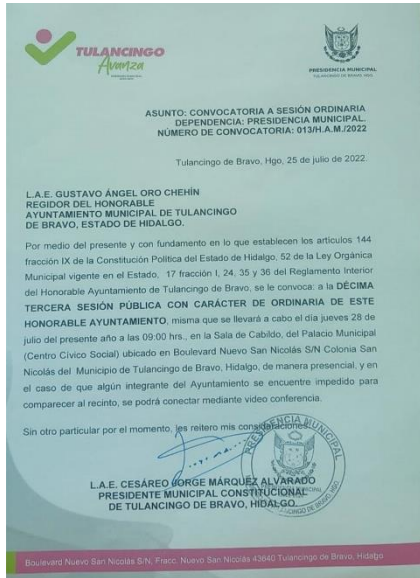 TULANCINGO
Avanza
PRESIDENCIA MUNICIPAL
TULANCINGO DE BRAVO, HGO.
ASUNTO: CONVOCATORIA A SESIÓN ORDINARIA
DEPENDENCIA: PRESIDENCIA MUNICIPAL.
NÚMERO DE CONVOCATORIA: 013/H.A.M./2022
Tulancingo de Bravo, Hgo, 25 de julio de 2022.
L.A.E. GUSTAVO ÁNGEL ORO CHEHÍN
REGIDOR DEL HONORABLE
AYUNTAMIENTO MUNICIPAL DE TULANCINGO
DE BRAVO, ESTADO DE HIDALGO.
Por medio del presente y con fundamento en lo que establecen los artículos 144
fracción IX de la Constitución Política del Estado de Hidalgo, 52 de la Ley Orgánica
Municipal vigente en el Estado, 17 fracción I, 24, 35 y 36 del Reglamento Interior
del Honorable Ayuntamiento de Tulancingo de Bravo, se le convoca: a la DÉCIMA
TERCERA SESIÓN PÚBLICA CON CARÁCTER DE ORDINARIA DE ESTE
HONORABLE AYUNTAMIENTO, misma que se llevará a cabo el día jueves 28 de
julio del presente año a las 09:00 hrs., en la Sala de Cabildo, del Palacio Municipal
(Centro Cívico Social) ubicado en Boulevard Nuevo San Nicolás S/N Colonia San
Nicolás del Municipio de Tulancingo de Bravo, Hidalgo, de manera presencial, y en
el caso de que algún integrante del Ayuntamiento se encuentre impedido para
comparecer al recinto, se podrá conectar mediante video conferencia.
Sin otro particular por el momento, les reitero mis consideraciones.
PRESIDENCIA MUNICIPAL
L.A.E. CESÁREO JORGE MÁRQUEZ ALVARADO
PRESIDENTE MUNICIPAL CONSTITUCIONAL
DE TULANCINGO DE BRAVO, HIDALGO.
Boulevard Nuevo San Nicolás S/N, Fracc. Nuevo San Nicolás 43640 Tulancingo de Bravo, Hidalgo